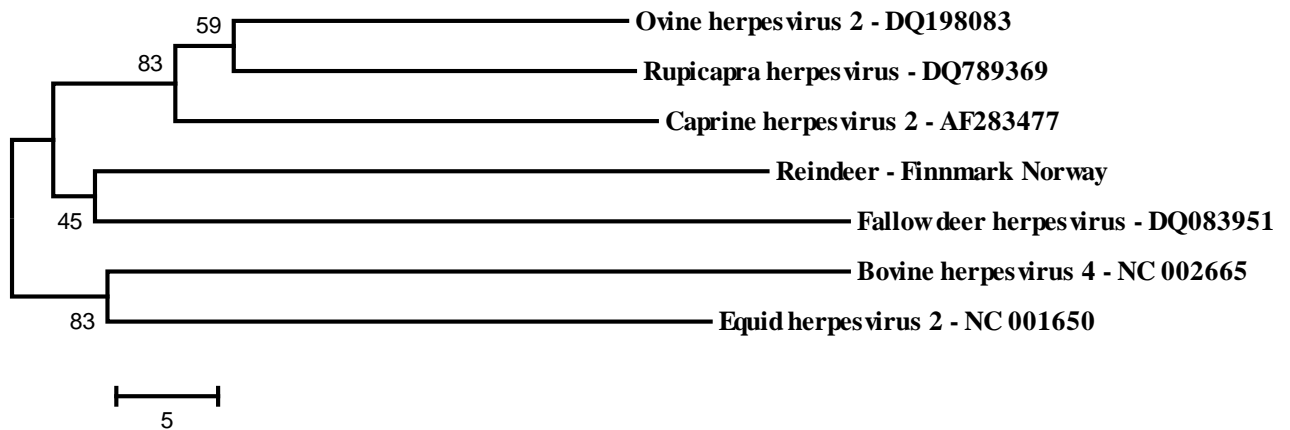 59
Ovine herpesvirus 2 - DQ198083
83
Rupicapra herpesvirus - DQ789369
Caprine herpesvirus 2 - AF283477
Reindeer - Finnmark Norway
45
Fallow deer herpesvirus - DQ083951
Bovine herpesvirus 4 - NC 002665
83
Equid herpesvirus 2 - NC 001650
5